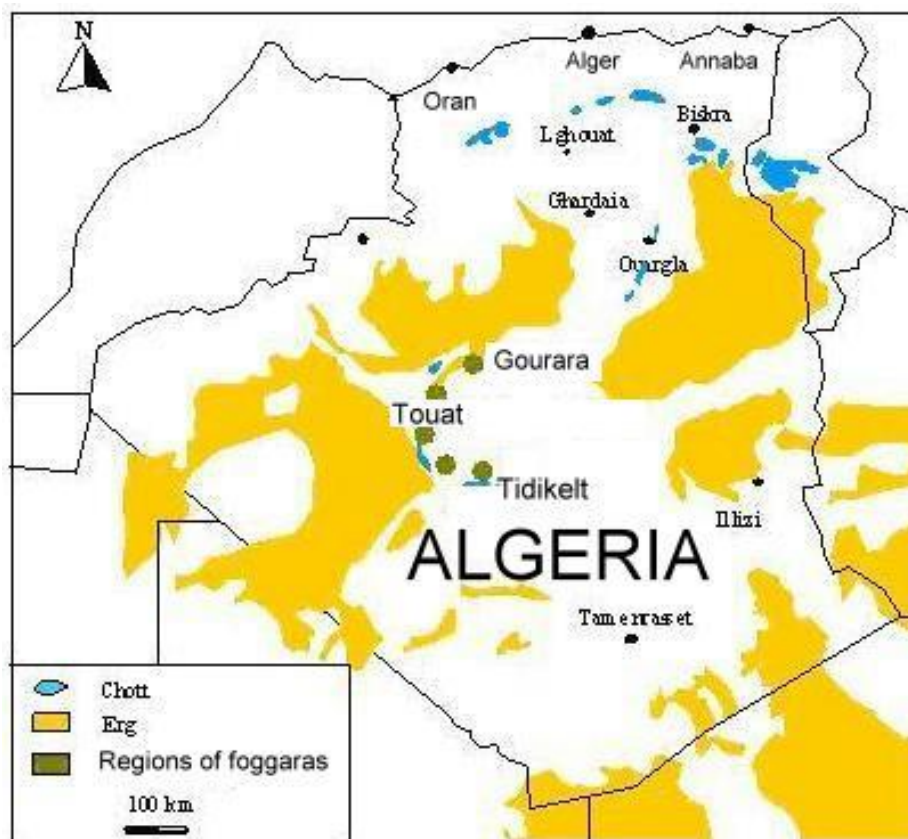 N
Alger
Annaba
Oran
Biskra
Lghouat
Ghardaia
Ouargla
Gourara
Touat
Tidikelt
Illizi
ALGERIA
Tamenrasset
Chott
Erg
Regions of foggaras
100 km